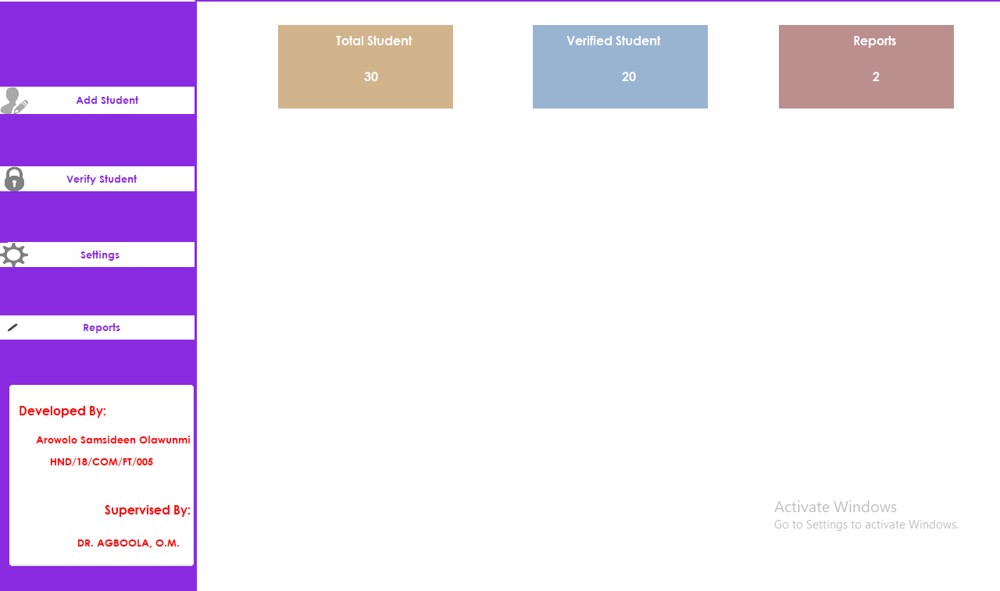 Total Student
30
Verified Student
20
Reports
2
Add Student
Verify Student
Settings
Reports
Developed By:
Arowolo Samsideen Olawunmi
HND/18/COM/FT/005
Supervised By:
DR. AGBOOLA, O.M.
Activate Windows
Go to Settings to activate Windows.